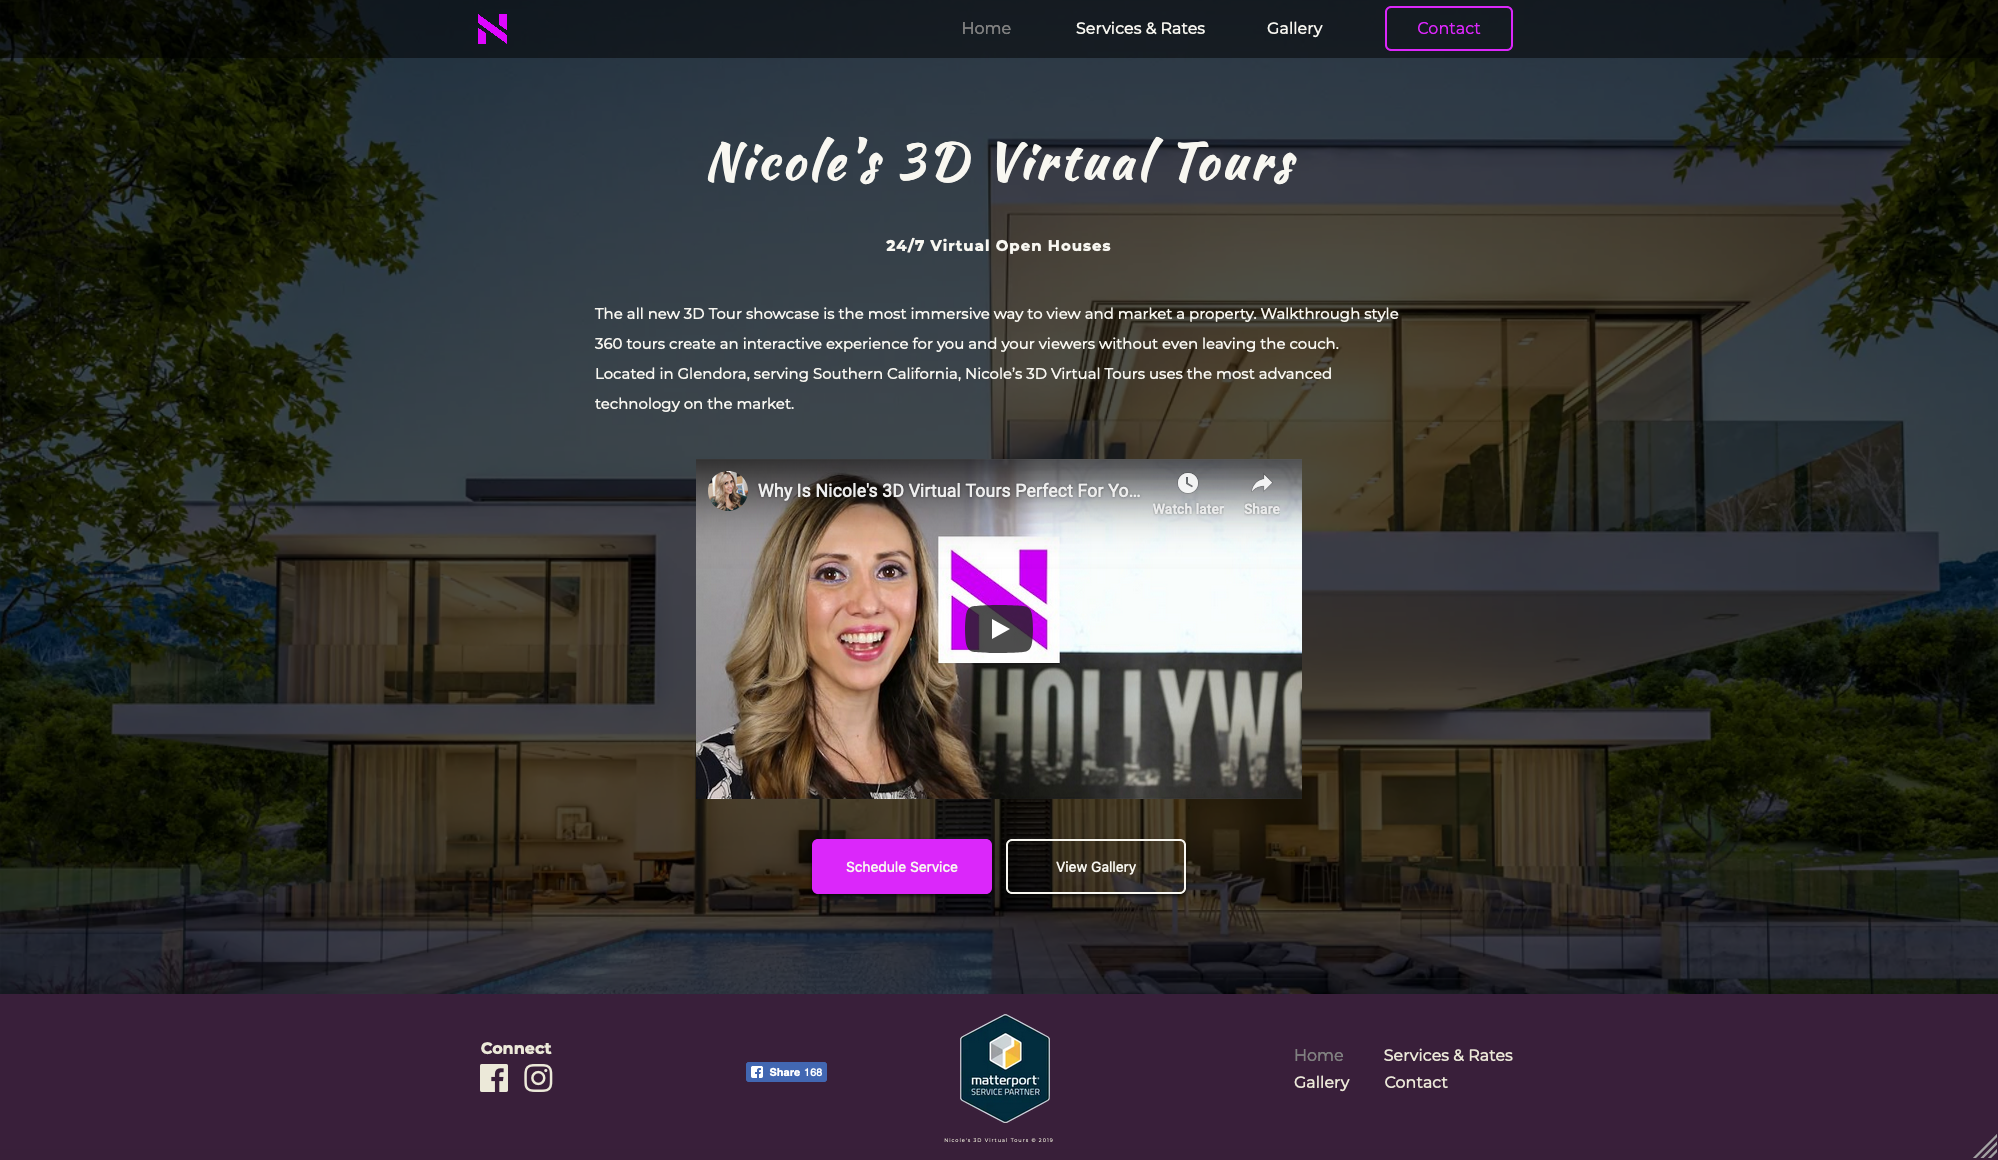 Home
Services & Rates
Gallery
Contact
Nicole's 3D Virtual Tours
24/7 Virtual Open Houses
The all new 3D Tour showcase is the most immersive way to view and market a property. Walkthrough style
360 tours create an interactive experience for you and your viewers without even leaving the couch.
Located in Glendora, serving Southern California, Nicole's 3D Virtual Tours uses the most advanced
technology on the market.
Why Is Nicole's 3D Virtual Tours Perfect For Yo...
Watch later
Share
HOLLYWO
Schedule Service
View Gallery
Connect
Share 168
matterport
SERVICE PARTNER
Home
Services & Rates
Gallery
Contact
Nicole's 3D Virtual Tours © 2019